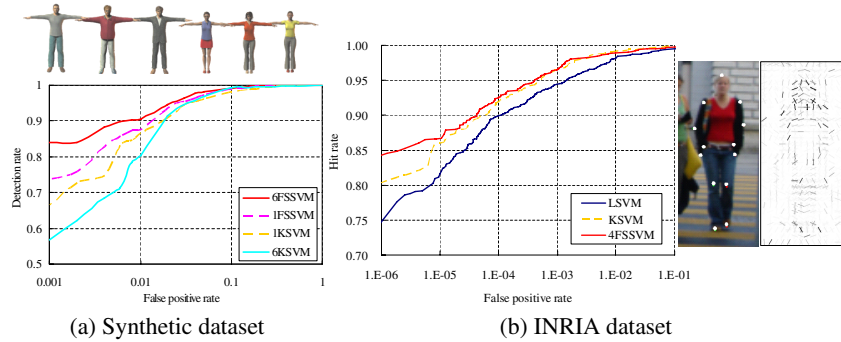 1
0.9
0.8
0.7
0.6
0.5
Detection rate
6FSSVM
1FSSVM
1KSVM
6KSVM
0.001
0.01
0.1
1
False positive rate
(a) Synthetic dataset
1.00
0.95
0.90
0.85
0.80
0.75
0.70
Hit rate
LSVM
KSVM
4FSSVM
1.E-06
1.E-05
1.E-04
1.E-03
1.E-02
1.E-01
False positive rate
(b) INRIA dataset